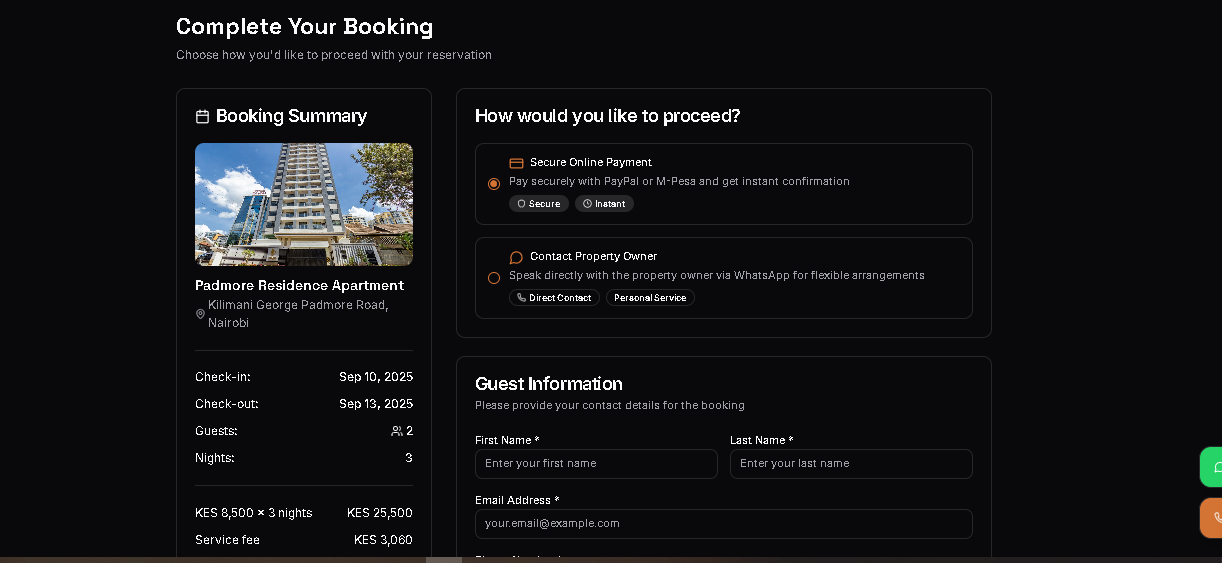 Complete Your Booking
Choose how you'd like to proceed with your reservation
Booking Summary
Padmore Residence Apartment
Kilimani George Padmore Road,
Nairobi
Check-in: Sep 10, 2025
Check-out: Sep 13, 2025
Guests: 2
Nights: 3
KES 8,500 × 3 nights KES 25,500
Service fee KES 3,060
How would you like to proceed?
Secure Online Payment
Pay securely with PayPal or M-Pesa and get instant confirmation
Secure Instant
Contact Property Owner
Speak directly with the property owner via WhatsApp for flexible arrangements
Direct Contact Personal Service
Guest Information
Please provide your contact details for the booking
First Name * Last Name *
Enter your first name Enter your last name
Email Address *
your.email@example.com